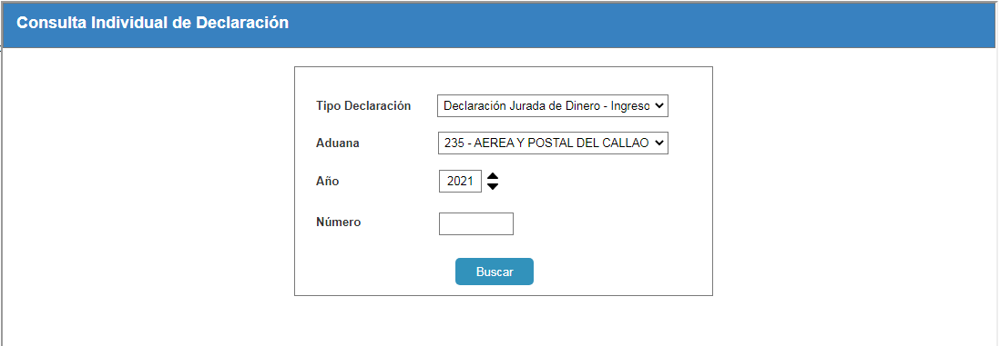 Consulta Individual de Declaración
Tipo Declaración Declaración Jurada de Dinero - Ingreso
Aduana 235 - AEREA Y POSTAL DEL CALLAO
Año 2021
Número
Buscar